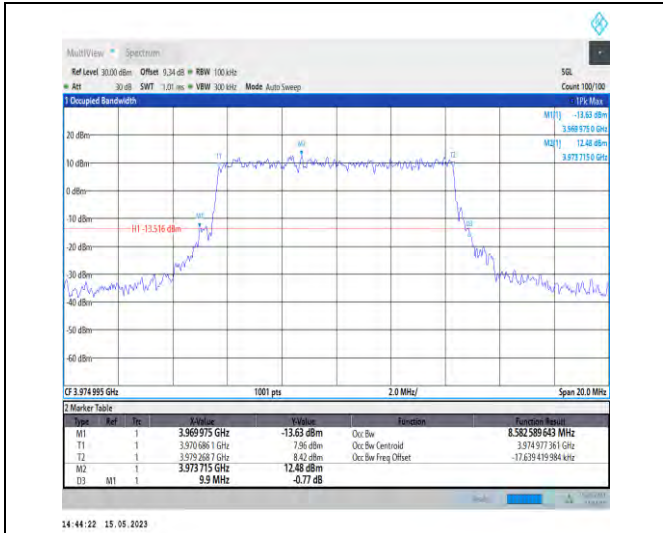 MultiView Spectrum
Ref Level 30.00 dBm Offset 9.34 dB RBW 100 kHz SGL
Att 30 dB SWT 1.01 ms VBW 300 kHz Mode Auto Sweep Count 100/100
1 Occupied Bandwidth 1Pk Max
M1[1] -13.63 dBm
3.969 975 0 GHz
M2[1] 12.48 dBm
3.973 715 0 GHz
20 dBm
T1 M2 T2
10 dBm
0 dBm
-10 dBm
M1 D3
H1 -13.516 dBm
-20 dBm
-30 dBm
-40 dBm
-50 dBm
-60 dBm
CF 3.974 995 GHz 1001 pts 2.0 MHz/ Span 20.0 MHz
2 Marker Table
Type Ref Trc X-Value Y-Value Function Function Result
M1 1 3.969 975 GHz -13.63 dBm Occ Bw 8.582 589 643 MHz
T1 1 3.970 686 1 GHz 7.96 dBm Occ Bw Centroid 3.974 977 361 GHz
T2 1 3.979 268 7 GHz 8.42 dBm Occ Bw Freq Offset -17.639 419 984 kHz
M2 1 3.973 715 GHz 12.48 dBm
D3 M1 1 9.9 MHz -0.77 dB
14:44:22 15.05.2023